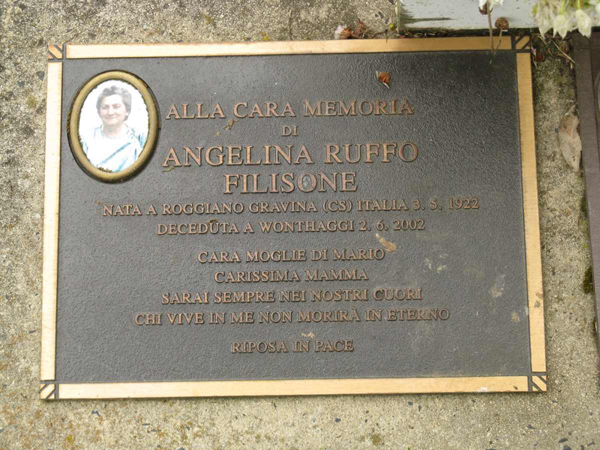 ALLA CARA MEMORIA
DI
ANGELINA RUFFO
FILISONE
NATA A ROGGIANO GRAVINA (CS) ITALIA 3. 5. 1922
DECEDUTA A WONTHAGGI 2. 6. 2002
CARA MOGLIE DI MARIO
CARISSIMA MAMMA
SARAI SEMPRE NEI NOSTRI CUORI
CHI VIVE IN ME NON MORIRÀ IN ETERNO
RIPOSA IN PACE